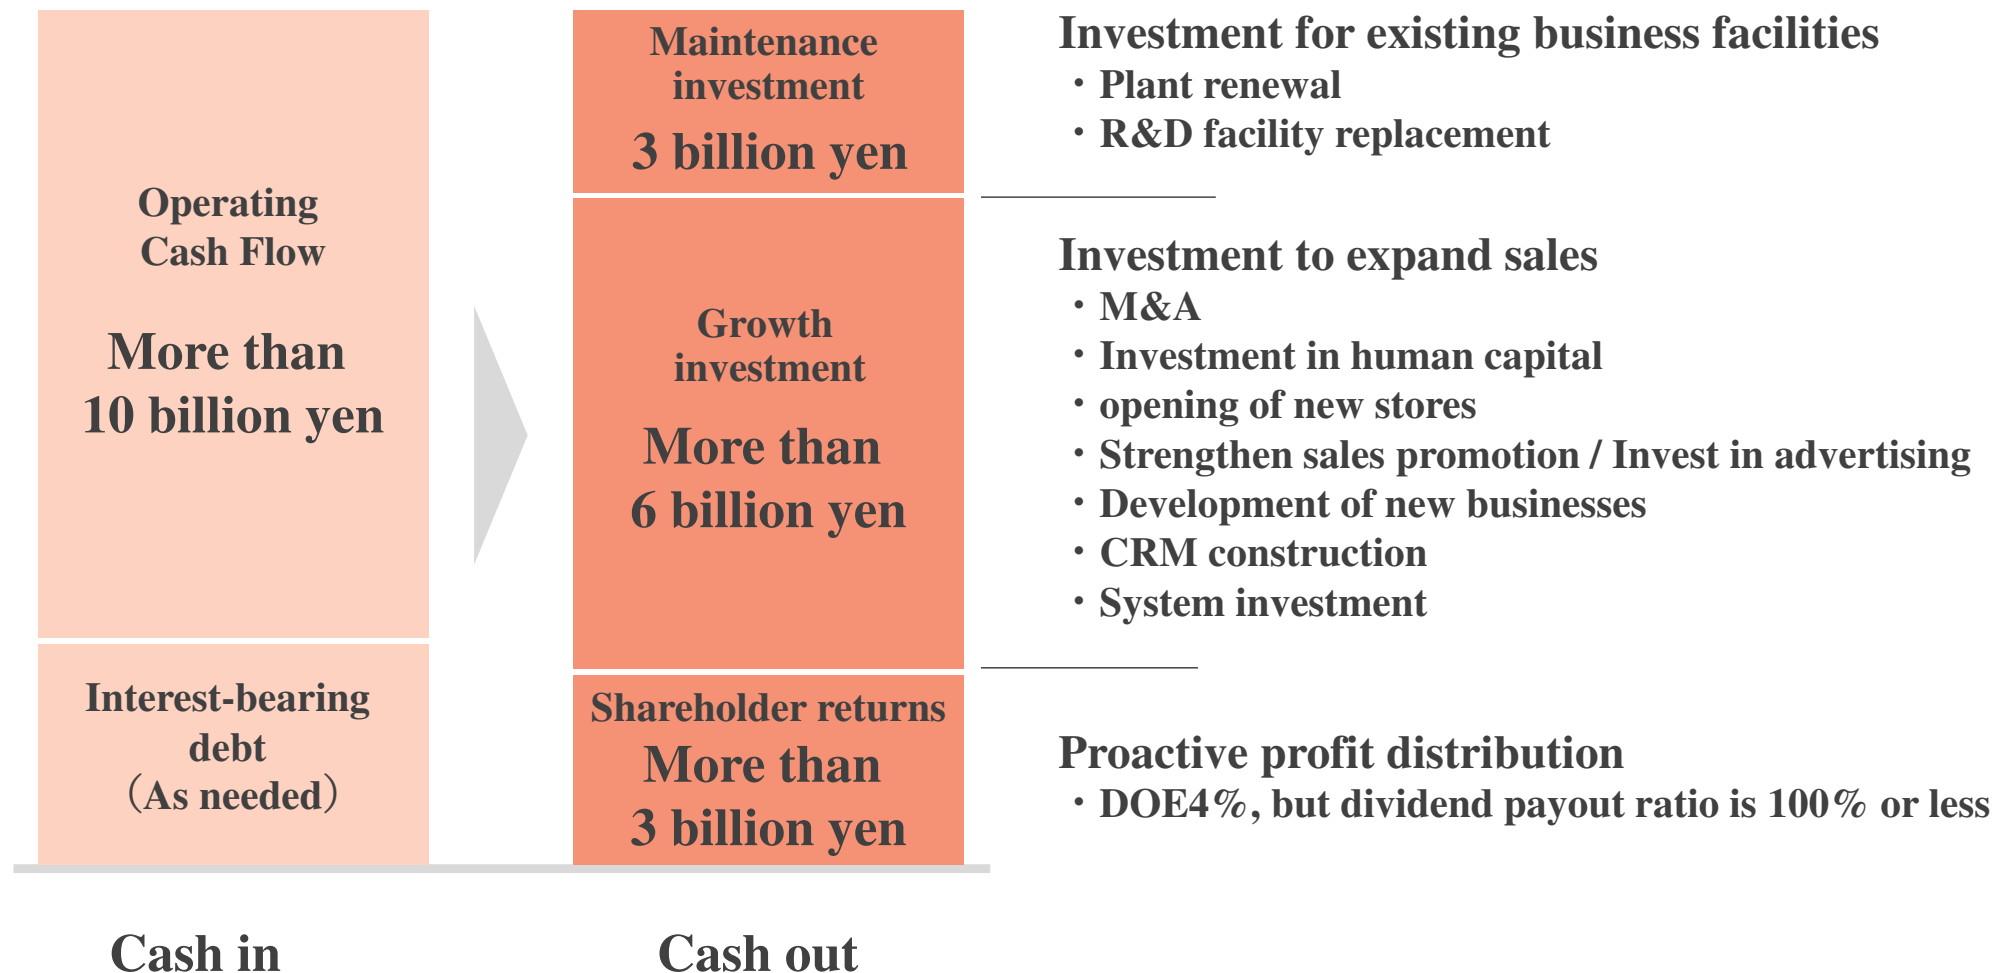 Operating
Cash Flow
More than
10 billion yen
Interest-bearing
debt
（As needed）
Cash in
Maintenance
investment
3 billion yen
Growth
investment
More than
6 billion yen
Shareholder returns
More than
3 billion yen
Cash out
Investment for existing business facilities
・Plant renewal
・R&D facility replacement
Investment to expand sales
・M&A
・Investment in human capital
・opening of new stores
・Strengthen sales promotion / Invest in advertising
・Development of new businesses
・CRM construction
・System investment
Proactive profit distribution
・DOE4%, but dividend payout ratio is 100% or less